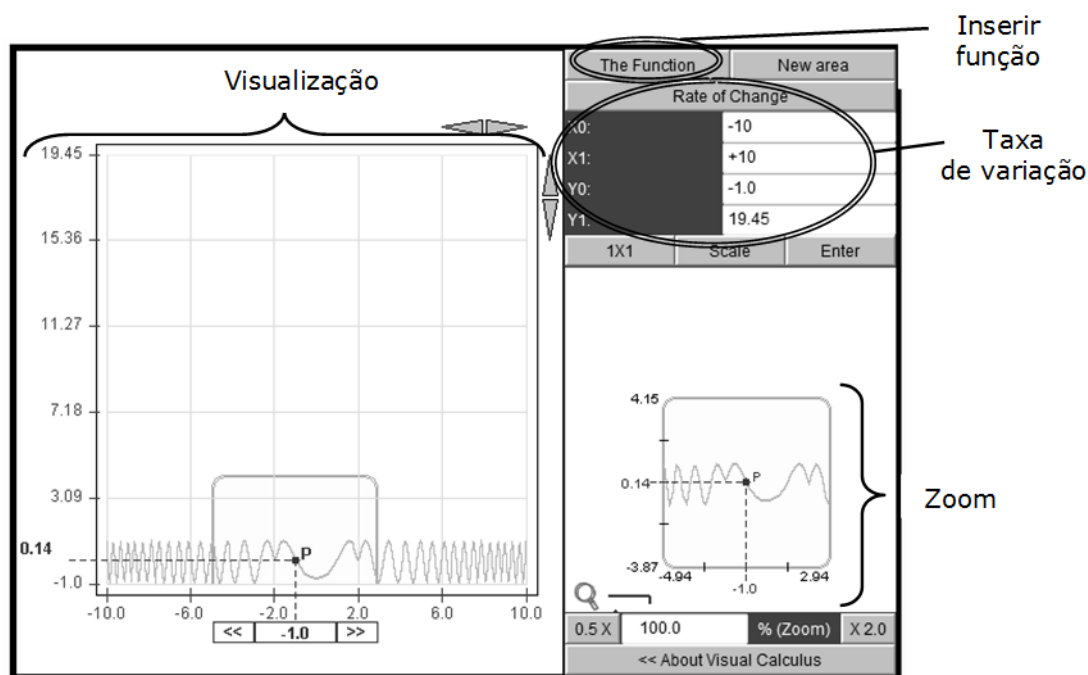 Inserir
função
Visualização
The Function
New area
Rate of Change
X0:
-10
X1:
+10
Y0:
-1.0
Y1:
19.45
Taxa
de variação
1X1
Scale
Enter
19.45
15.36
11.27
7.18
3.09
0.14
-1.0
P
-10.0
-6.0
-2.0
2.0
6.0
10.0
<<
-1.0
>>
4.15
0.14
P
-3.87
-4.94
-1.0
2.94
Zoom
0.5 X
100.0
% (Zoom)
X 2.0
<< About Visual Calculus